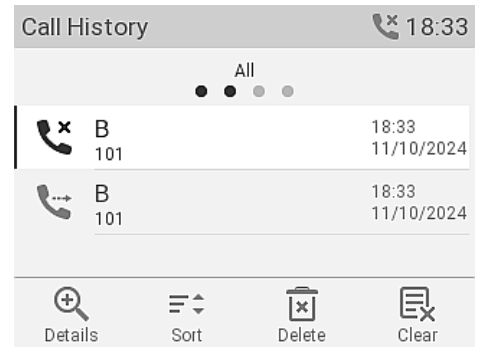 Call History 18:33
All
B 18:33
101 11/10/2024
B 18:33
101 11/10/2024
Details Sort Delete Clear